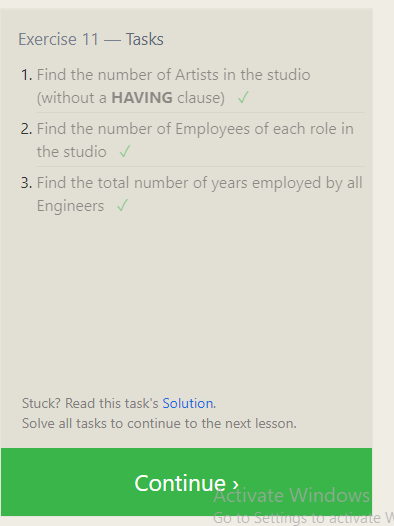 Exercise 11 — Tasks
1. Find the number of Artists in the studio
(without a HAVING clause) ✓
2. Find the number of Employees of each role in
the studio ✓
3. Find the total number of years employed by all
Engineers ✓
Stuck? Read this task's Solution.
Solve all tasks to continue to the next lesson.
Continue ›
Activate Windows
Go to Settings to activate W